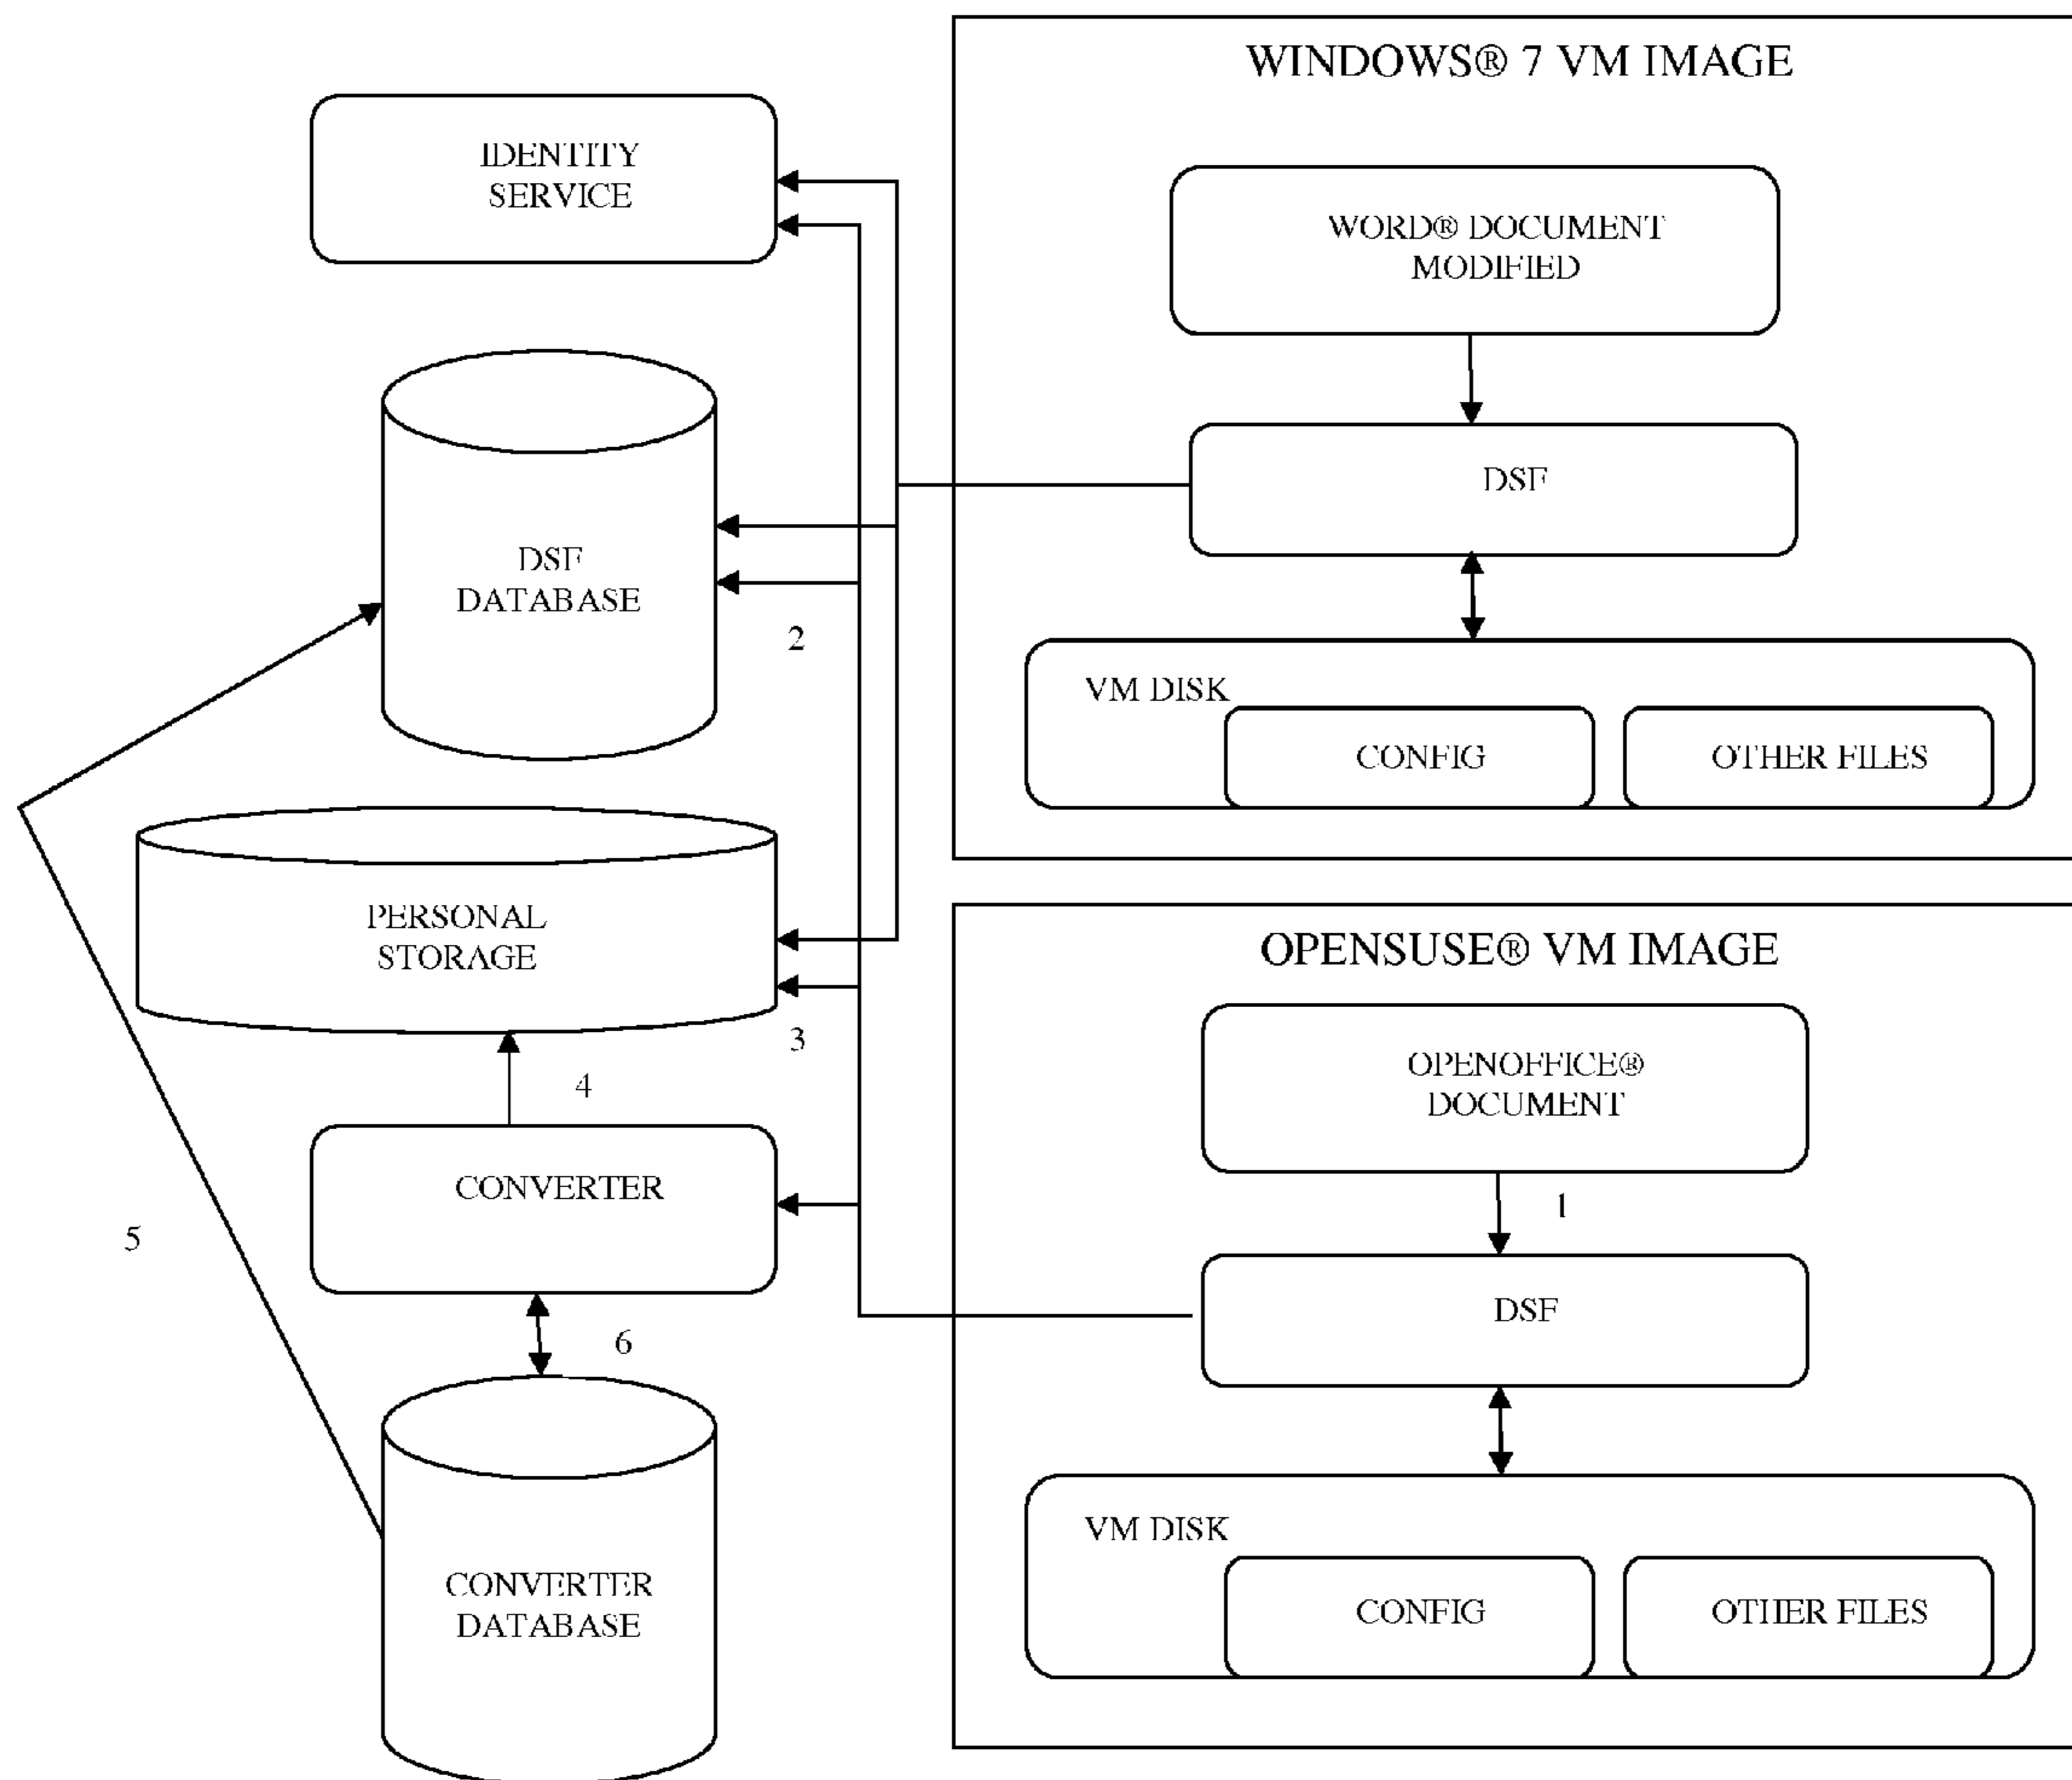 WINDOWS® 7 VM IMAGE
IDENTITY
SERVICE
WORD® DOCUMENT
MODIFIED
DSF
DSF
DATABASE
2
VM DISK
CONFIG
OTHER FILES
PERSONAL
STORAGE
OPENSUSE® VM IMAGE
3
OPENOFFICE®
DOCUMENT
4
CONVERTER
1
5
DSF
6
VM DISK
CONVERTER
DATABASE
CONFIG
OTHER FILES